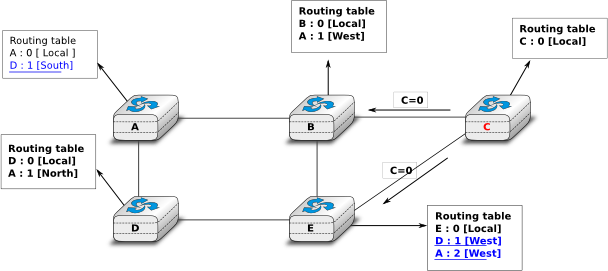 Routing table
A : 0 [ Local ]
D : 1 [South]
Routing table
B : 0 [Local]
A : 1 [West]
Routing table
C : 0 [Local]
C=0
A
B
C
Routing table
D : 0 [Local]
A : 1 [North]
C=0
D
E
Routing table
E : 0 [Local]
D : 1 [West]
A : 2 [West]